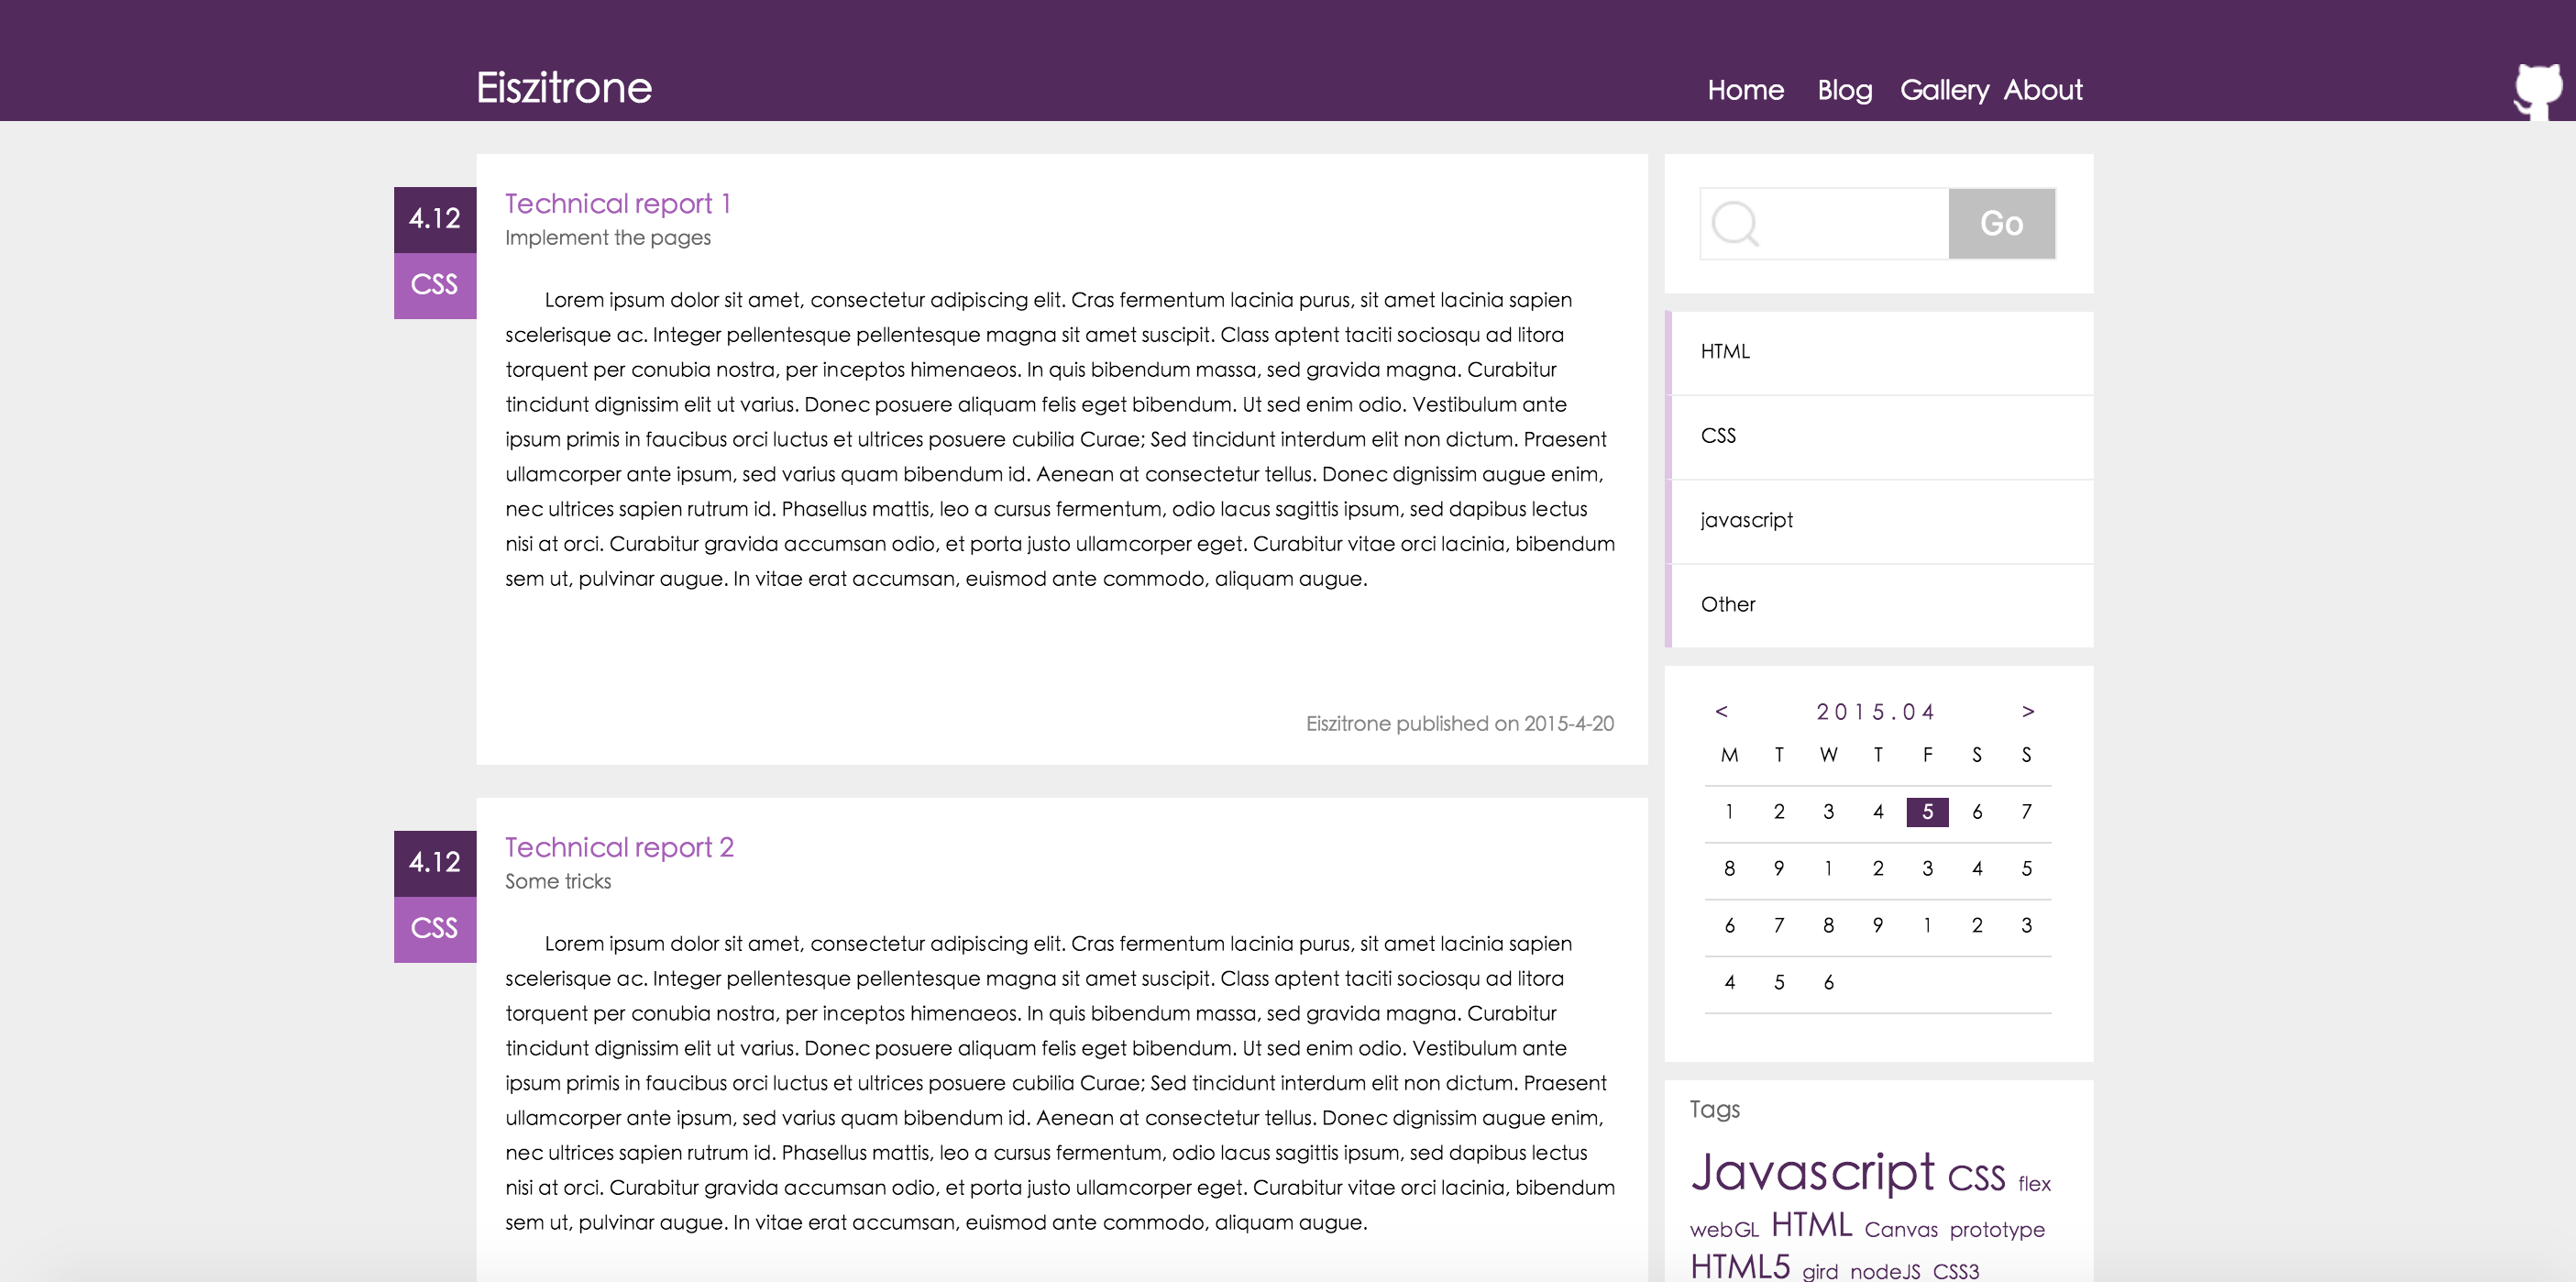 Eiszitrone
Home Blog Gallery About
4.12
CSS
Technical report 1
Implement the pages
Lorem ipsum dolor sit amet, consectetur adipiscing elit. Cras fermentum lacinia purus, sit amet lacinia sapien
scelerisque ac. Integer pellentesque pellentesque magna sit amet suscipit. Class aptent taciti sociosqu ad litora
torquent per conubia nostra, per inceptos himenaeos. In quis bibendum massa, sed gravida magna. Curabitur
tincidunt dignissim elit ut varius. Donec posuere aliquam felis eget bibendum. Ut sed enim odio. Vestibulum ante
ipsum primis in faucibus orci luctus et ultrices posuere cubilia Curae; Sed tincidunt interdum elit non dictum. Praesent
ullamcorper ante ipsum, sed varius quam bibendum id. Aenean at consectetur tellus. Donec dignissim augue enim,
nec ultrices sapien rutrum id. Phasellus mattis, leo a cursus fermentum, odio lacus sagittis ipsum, sed dapibus lectus
nisi at orci. Curabitur gravida accumsan odio, et porta justo ullamcorper eget. Curabitur vitae orci lacinia, bibendum
sem ut, pulvinar augue. In vitae erat accumsan, euismod ante commodo, aliquam augue.
Eiszitrone published on 2015-4-20
4.12
CSS
Technical report 2
Some tricks
Lorem ipsum dolor sit amet, consectetur adipiscing elit. Cras fermentum lacinia purus, sit amet lacinia sapien
scelerisque ac. Integer pellentesque pellentesque magna sit amet suscipit. Class aptent taciti sociosqu ad litora
torquent per conubia nostra, per inceptos himenaeos. In quis bibendum massa, sed gravida magna. Curabitur
tincidunt dignissim elit ut varius. Donec posuere aliquam felis eget bibendum. Ut sed enim odio. Vestibulum ante
ipsum primis in faucibus orci luctus et ultrices posuere cubilia Curae; Sed tincidunt interdum elit non dictum. Praesent
ullamcorper ante ipsum, sed varius quam bibendum id. Aenean at consectetur tellus. Donec dignissim augue enim,
nec ultrices sapien rutrum id. Phasellus mattis, leo a cursus fermentum, odio lacus sagittis ipsum, sed dapibus lectus
nisi at orci. Curabitur gravida accumsan odio, et porta justo ullamcorper eget. Curabitur vitae orci lacinia, bibendum
sem ut, pulvinar augue. In vitae erat accumsan, euismod ante commodo, aliquam augue.
Go
HTML
CSS
javascript
Other
< 2015.04 >
M T W T F S S
1 2 3 4 5 6 7
8 9 1 2 3 4 5
6 7 8 9 1 2 3
4 5 6
Tags
Javascript CSS flex
webGL HTML Canvas prototype
HTML5 gird nodeJS CSS3